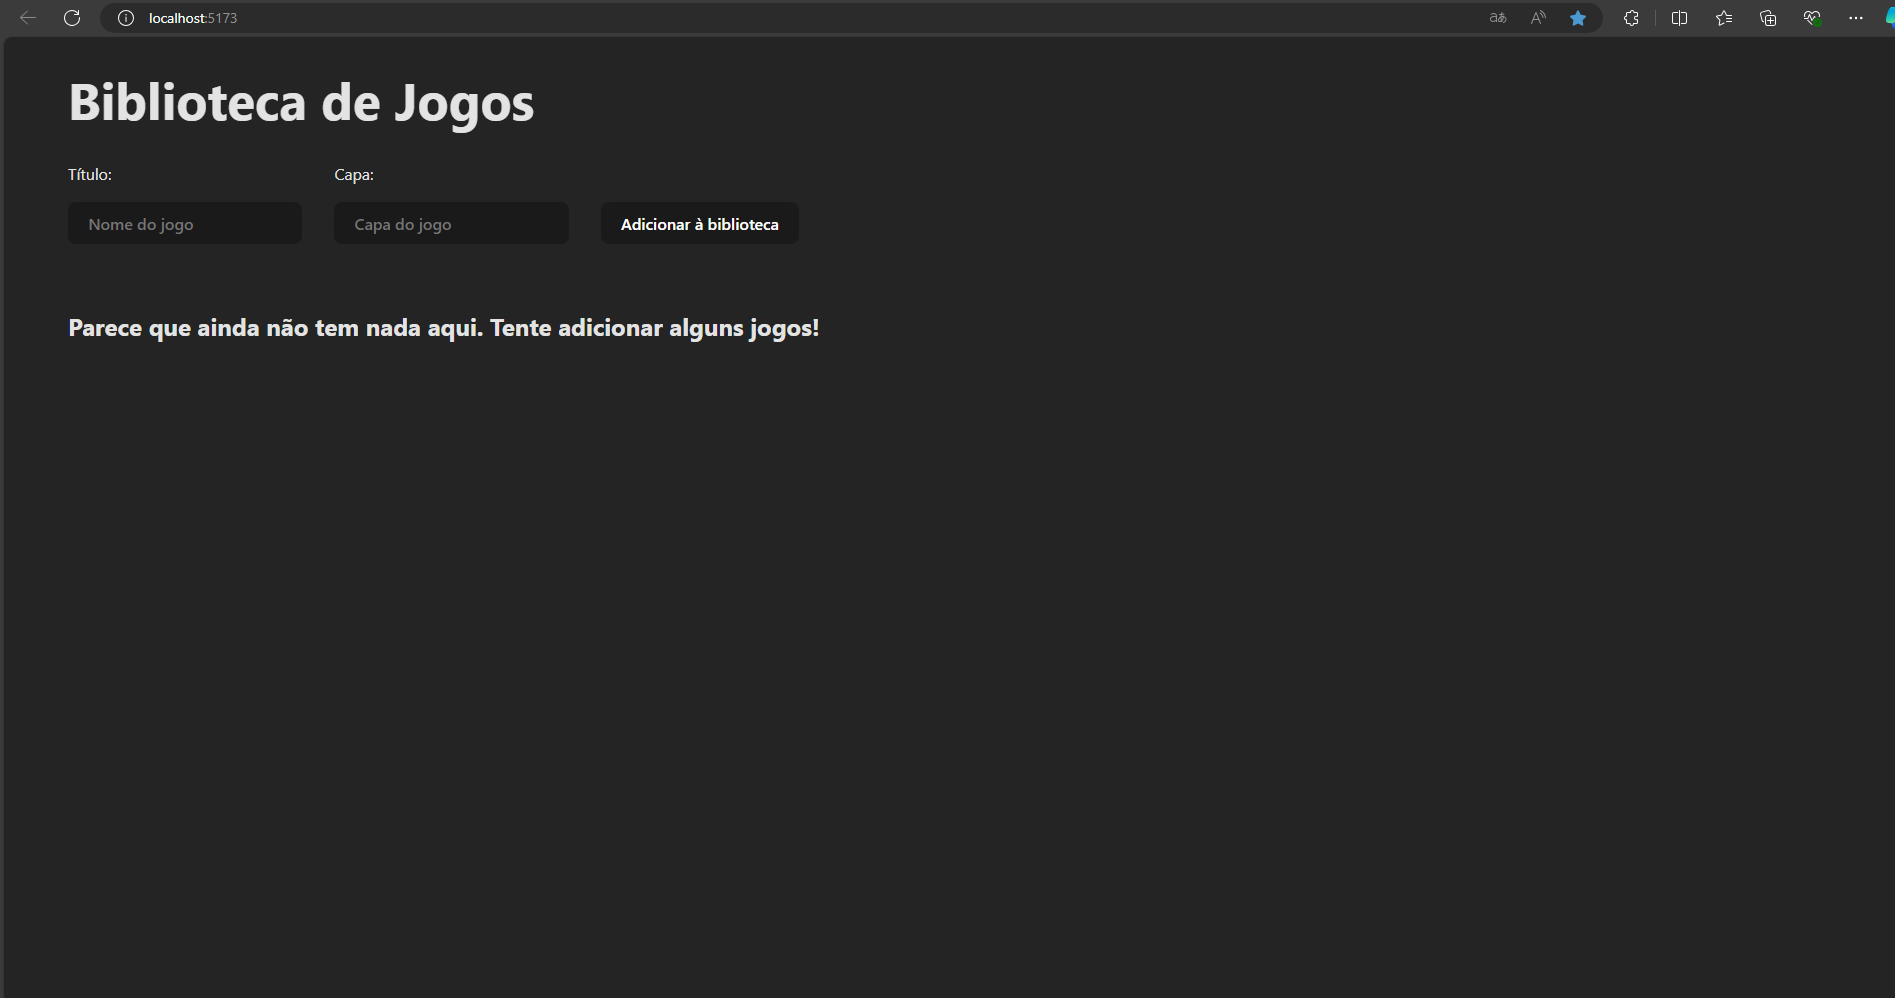 localhost:5173
Biblioteca de Jogos
Título: Capa:
Nome do jogo Capa do jogo Adicionar à biblioteca
Parece que ainda não tem nada aqui. Tente adicionar alguns jogos!